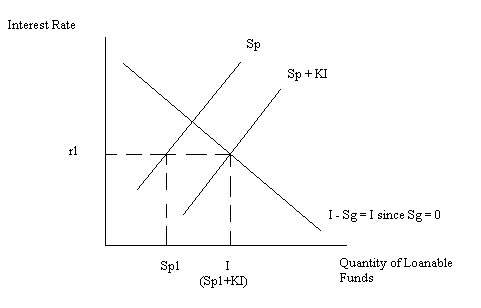 Interest Rate
Sp
Sp + KI
r1
I - Sg = I since Sg = 0
Sp1
I
(Sp1+KI)
Quantity of Loanable
Funds